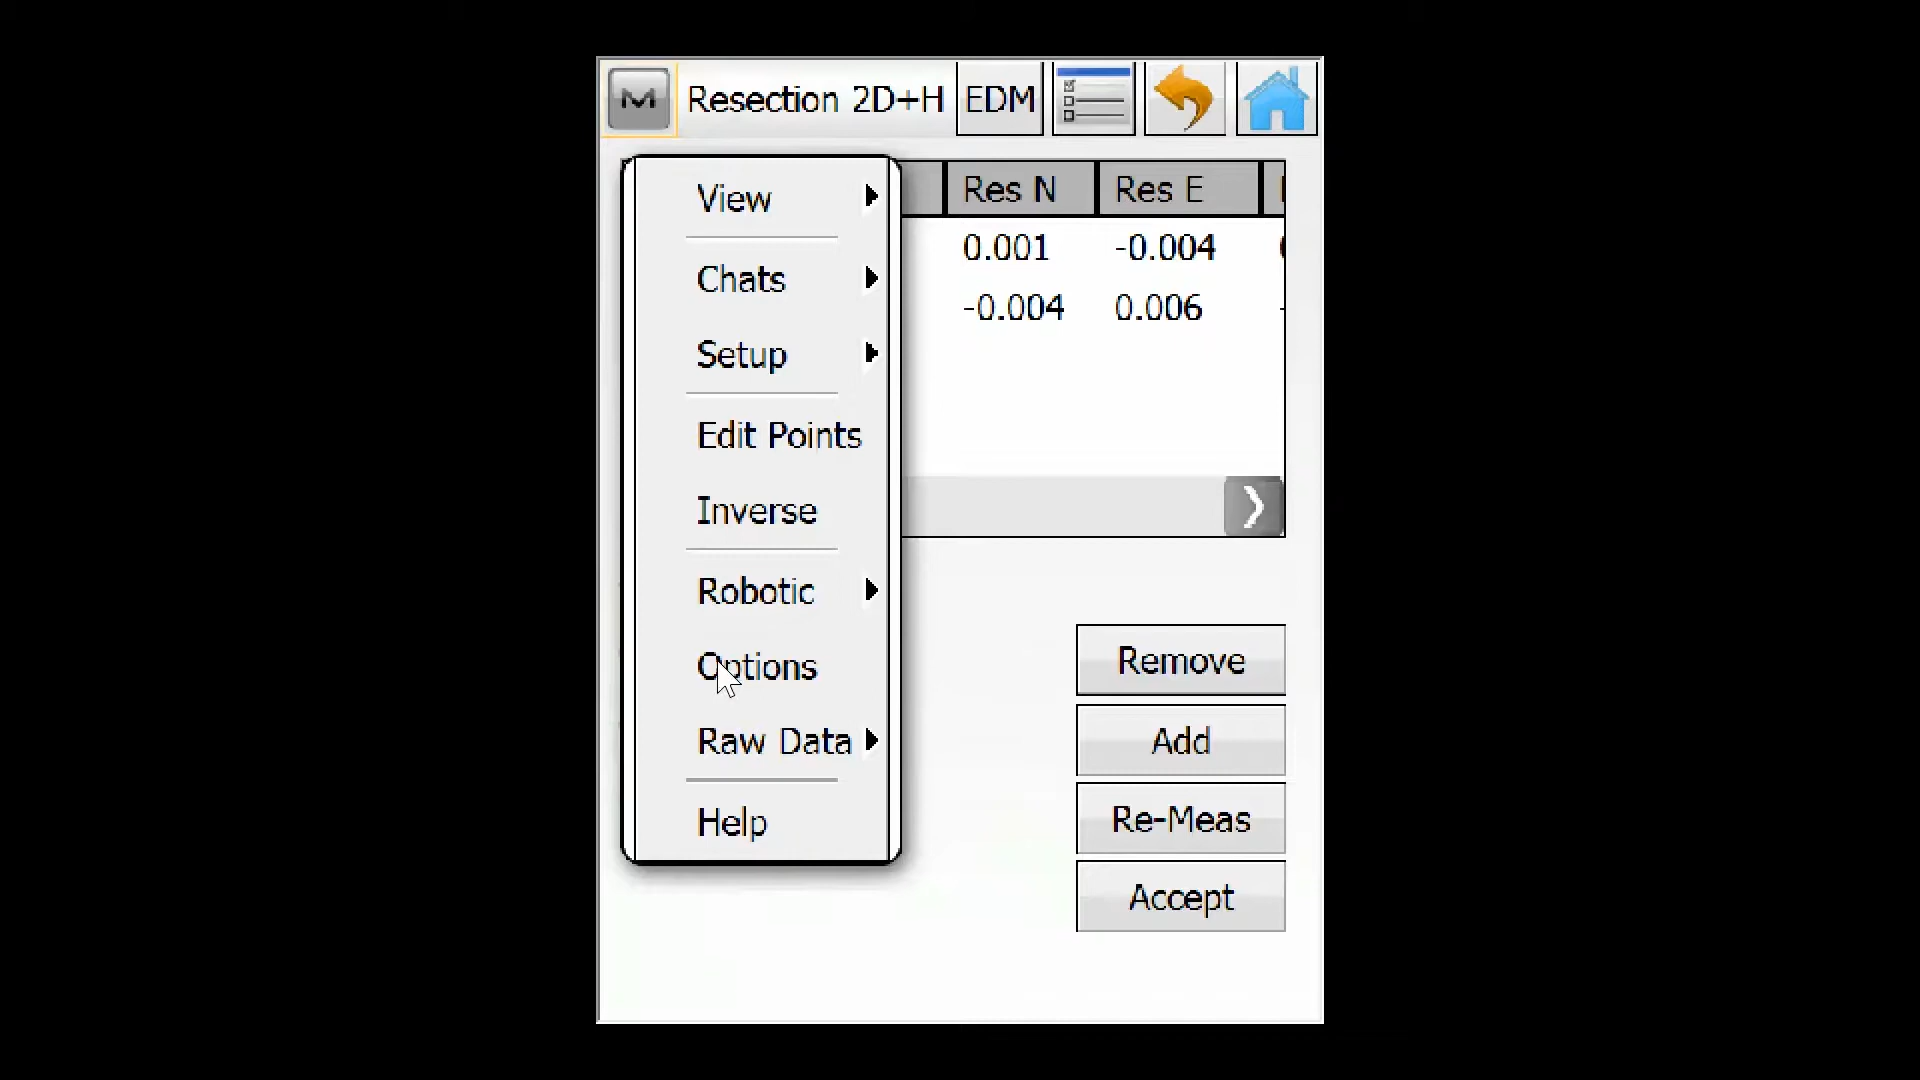 Resection 2D+H EDM
View
Chats
Setup
Edit Points
Inverse
Robotic
Options
Raw Data
Help
Res N Res E
0.001 -0.004
-0.004 0.006
Remove
Add
Re-Meas
Accept